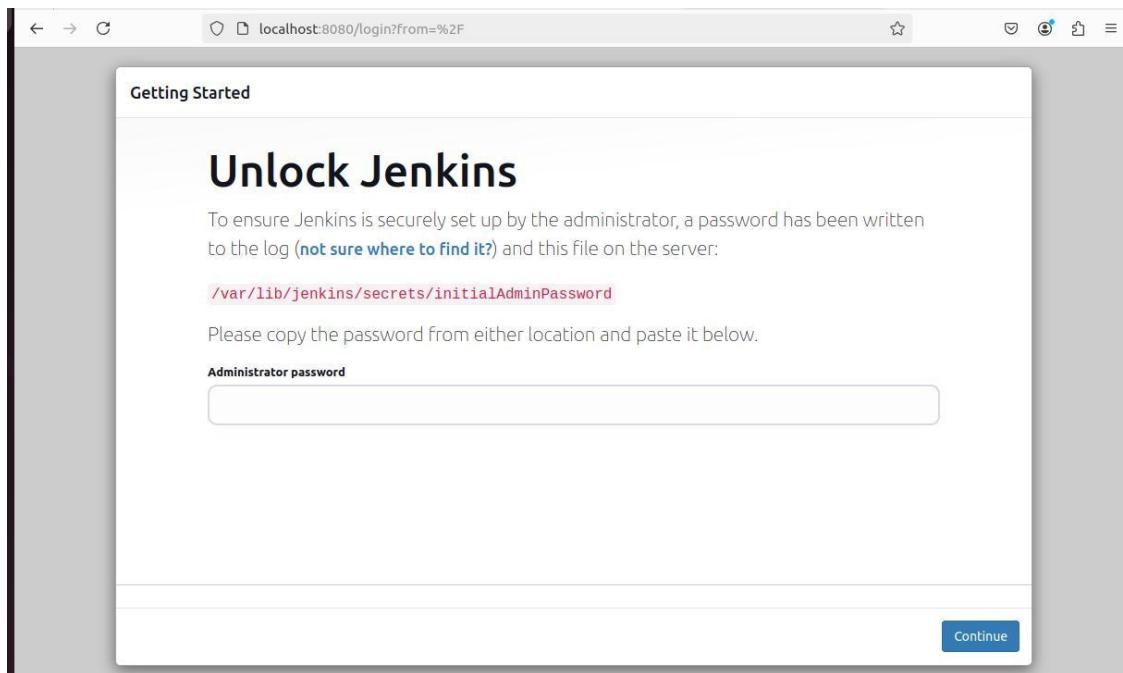 localhost:8080/login?from=%2F
Getting Started
Unlock Jenkins
To ensure Jenkins is securely set up by the administrator, a password has been written
to the log (not sure where to find it?) and this file on the server:
/var/lib/jenkins/secrets/initialAdminPassword
Please copy the password from either location and paste it below.
Administrator password
Continue